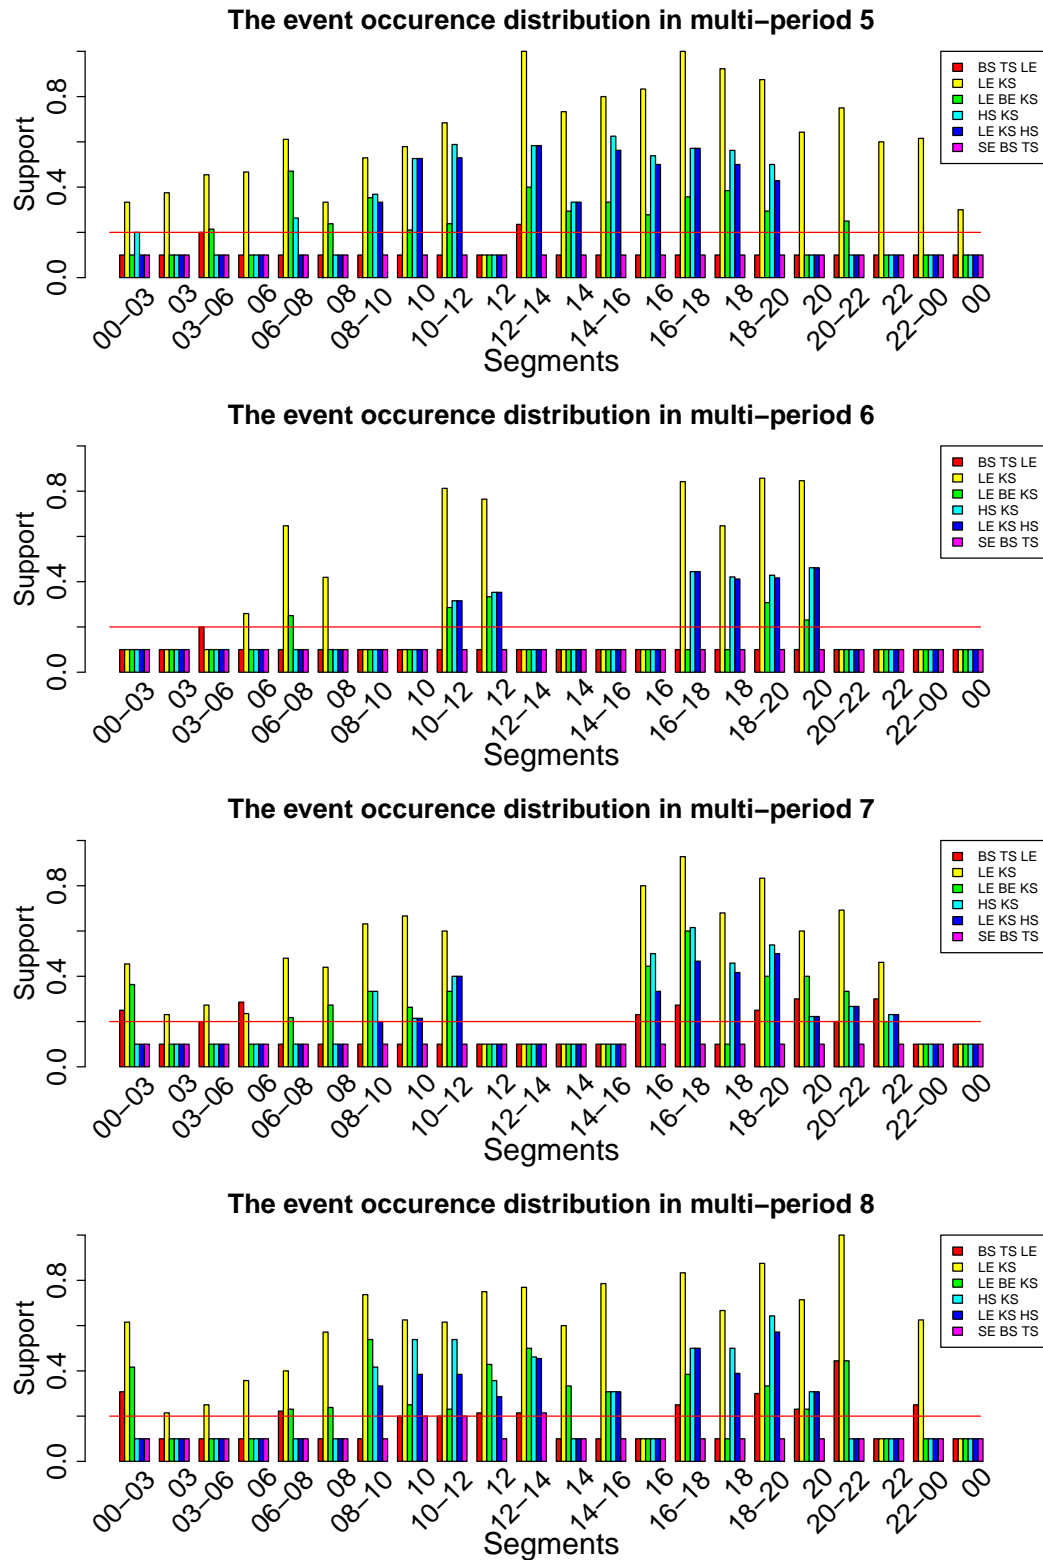 The event occurence distribution in multi−period 5
Support
0.0 0.4 0.8
BS TS LE
LE KS
LE BE KS
HS KS
LE KS HS
SE BS TS
00−03 03 03−06 06 06−08 08 08−10 10 10−12 12 12−14 14 14−16 16 16−18 18 18−20 20 20−22 22 22−00 00
Segments
The event occurence distribution in multi−period 6
Support
0.0 0.4 0.8
BS TS LE
LE KS
LE BE KS
HS KS
LE KS HS
SE BS TS
00−03 03 03−06 06 06−08 08 08−10 10 10−12 12 12−14 14 14−16 16 16−18 18 18−20 20 20−22 22 22−00 00
Segments
The event occurence distribution in multi−period 7
Support
0.0 0.4 0.8
BS TS LE
LE KS
LE BE KS
HS KS
LE KS HS
SE BS TS
00−03 03 03−06 06 06−08 08 08−10 10 10−12 12 12−14 14 14−16 16 16−18 18 18−20 20 20−22 22 22−00 00
Segments
The event occurence distribution in multi−period 8
Support
0.0 0.4 0.8
BS TS LE
LE KS
LE BE KS
HS KS
LE KS HS
SE BS TS
00−03 03 03−06 06 06−08 08 08−10 10 10−12 12 12−14 14 14−16 16 16−18 18 18−20 20 20−22 22 22−00 00
Segments